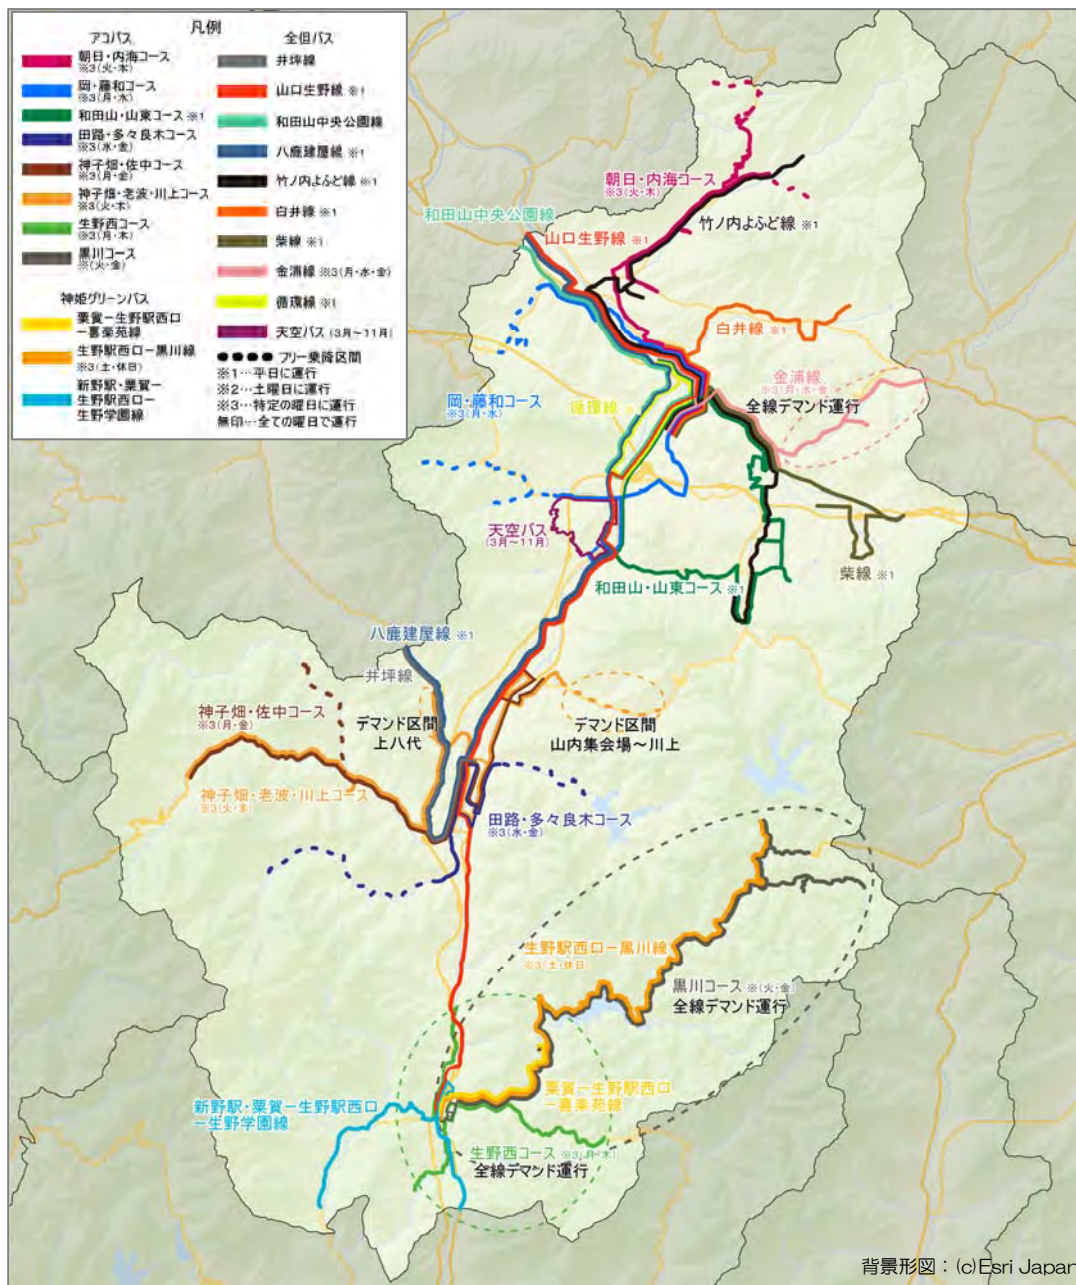 凡例
アコバス
朝日・内海コース
※3(火・木)
岡・藤和コース
※3(月・水)
和田山・山東コース ※1
田路・多々良木コース
※3(水・金)
神子畑・佐中コース
※3(月・金)
神子畑・老波・川上コース
※3(火・木)
生野西コース
※3(月・木)
黒川コース
※(火・金)
神姫グリーンバス
粟賀ー生野駅西口
ー喜楽苑線
生野駅西口ー黒川線
※3(土・休日)
新野駅・粟賀ー
生野駅西口ー
生野学園線
全但バス
井坪線
山口生野線 ※1
和田山中央公園線
八鹿建屋線 ※1
竹ノ内よふど線 ※1
白井線 ※1
柴線 ※1
金浦線 ※3(月・水・金)
循環線 ※1
天空バス (3月～11月)
フリー乗降区間
※1…平日に運行
※2…土曜日に運行
※3…特定の曜日に運行
無印…全ての曜日で運行
朝日・内海コース
※3(火・木)
和田山中央公園線
竹ノ内よふど線 ※1
山口生野線 ※1
白井線 ※1
金浦線
※3(月・水・金)
全線デマンド運行
岡・藤和コース
※3(月・水)
循環線
天空バス
(3月～11月)
柴線 ※1
和田山・山東コース ※1
八鹿建屋線 ※1
井坪線
神子畑・佐中コース
※3(月・金)
デマンド区間
上八代
デマンド区間
山内集会場～川上
神子畑・老波・川上コース
※3(火・木)
田路・多々良木コース
※3(水・金)
生野駅西口ー黒川線
※3(土・休日)
黒川コース ※(火・金)
全線デマンド運行
粟賀ー生野駅西口
ー喜楽苑線
新野駅・粟賀ー生野駅西口
ー生野学園線
生野西コース ※3(月・木)
全線デマンド運行
背景形図：(c)Esri Japan